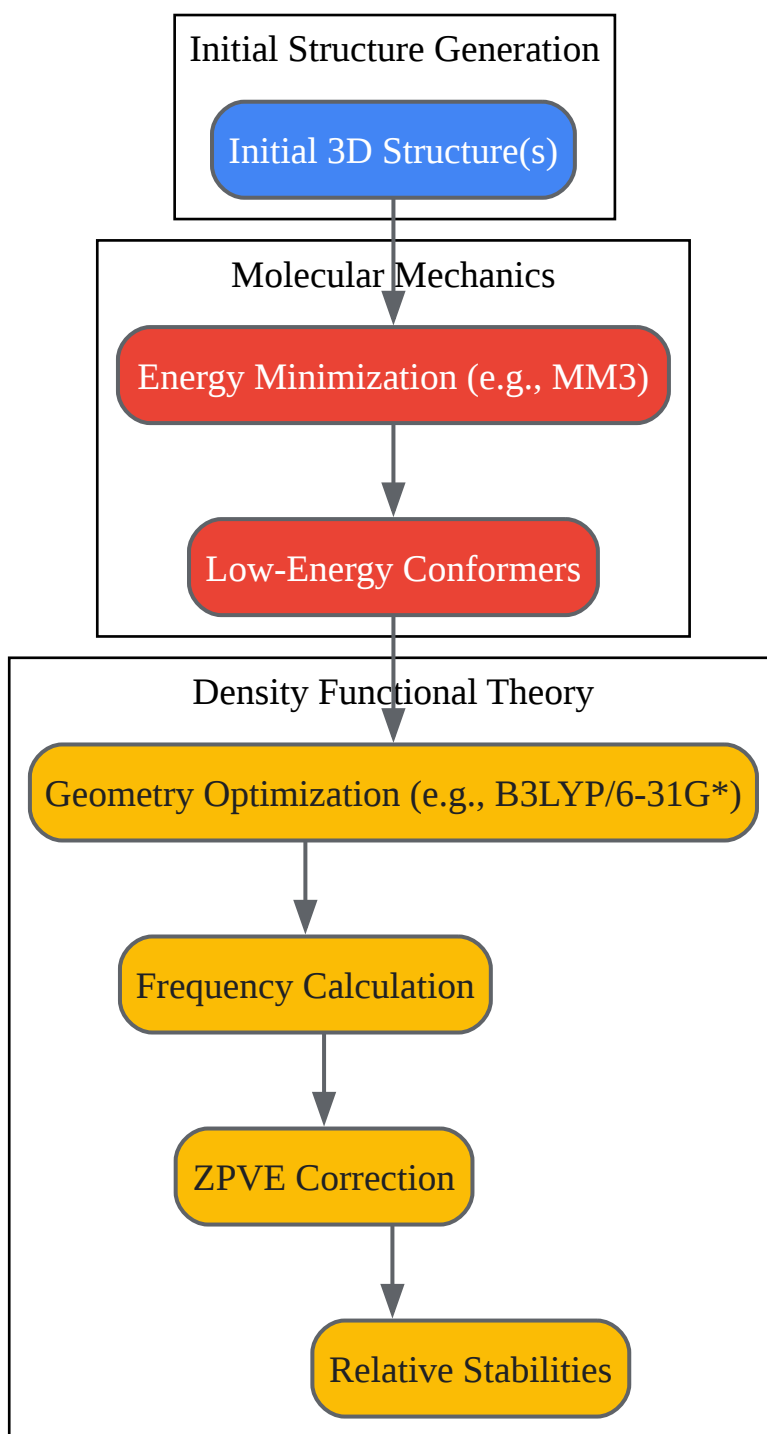 Initial Structure Generation
Initial 3D Structure(s)
Molecular Mechanics
Energy Minimization (e.g., MM3)
Low-Energy Conformers
Density Functional Theory
Geometry Optimization (e.g., B3LYP/6-31G*)
Frequency Calculation
ZPVE Correction
Relative Stabilities